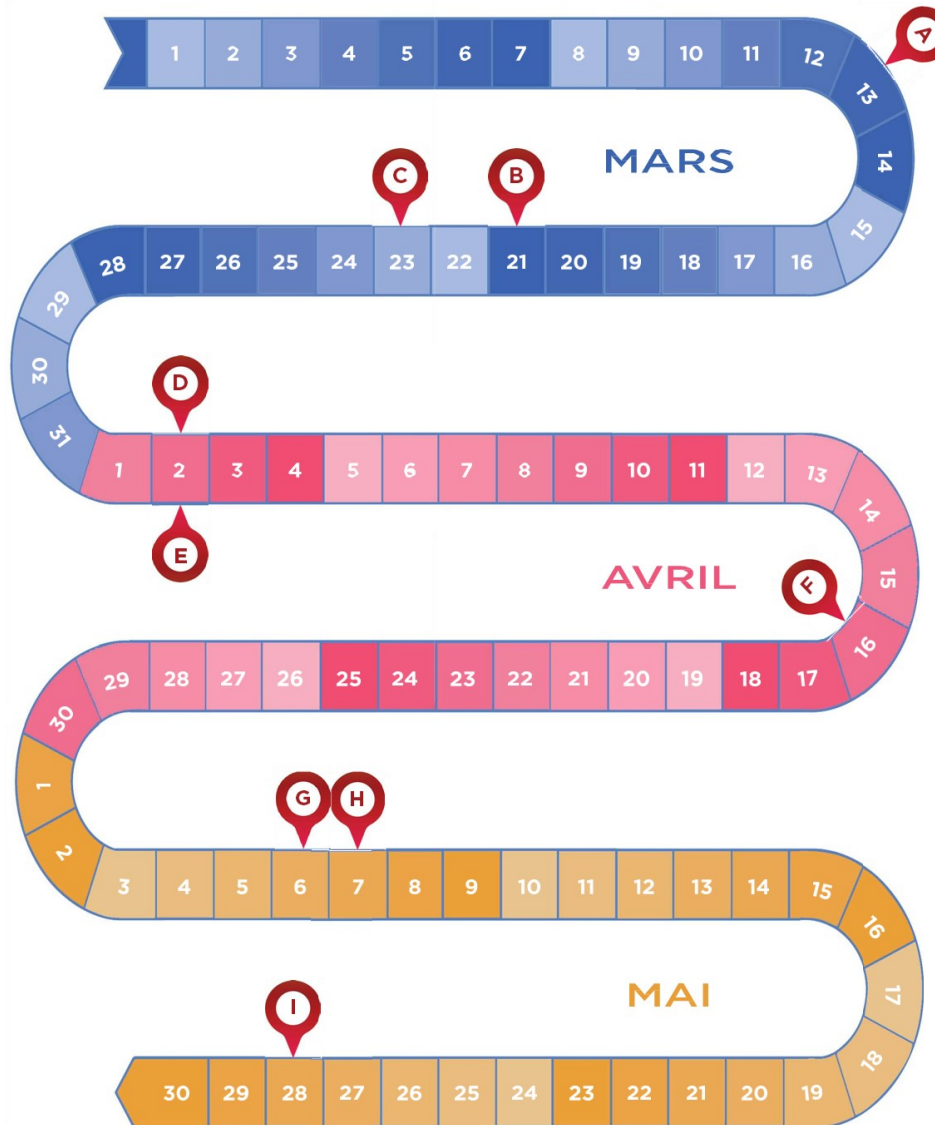 1 2 3 4 5 6 7 8 9 10 11 12 13 14 A
MARS
C B
28 27 26 25 24 23 22 21 20 19 18 17 16 15
29
30
31
D
1 2 3 4 5 6 7 8 9 10 11 12 13 14
E
AVRIL
F
15
16
29 28 27 26 25 24 23 22 21 20 19 18 17
30
1
2
G H
3 4 5 6 7 8 9 10 11 12 13 14 15 16
MAI
17
18
I
30 29 28 27 26 25 24 23 22 21 20 19